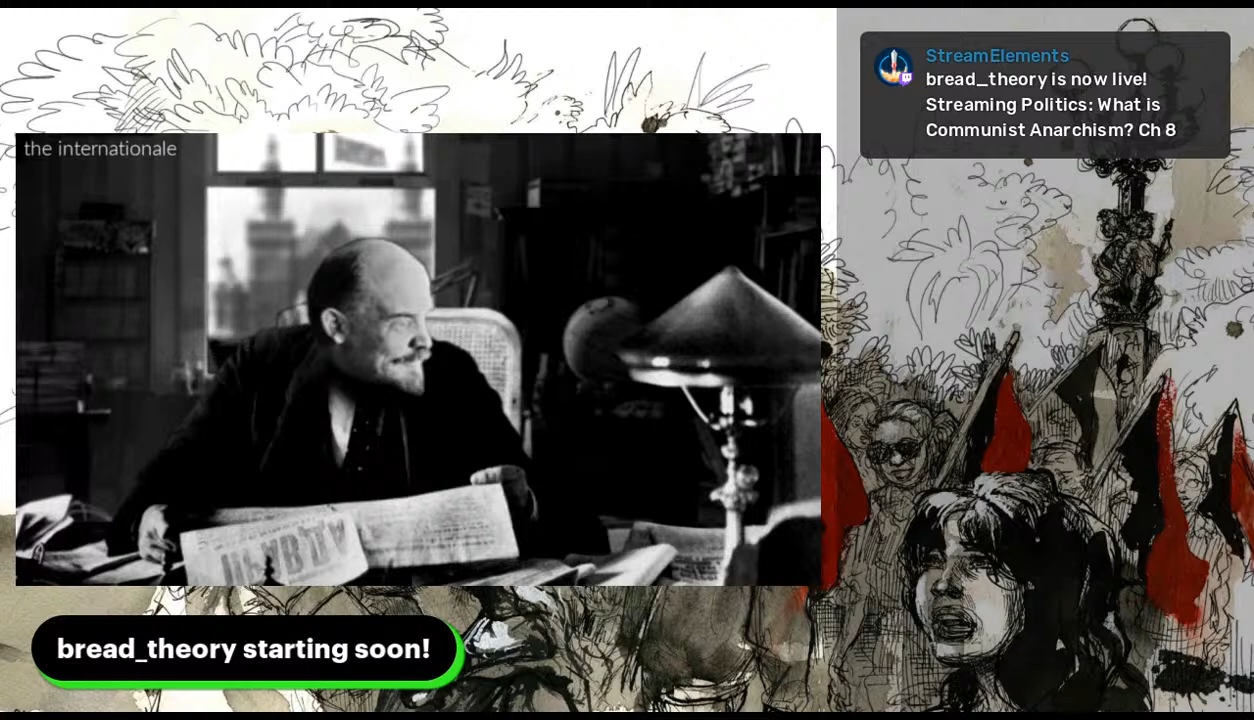 the internationale
StreamElements
bread_theory is now live!
Streaming Politics: What is
Communist Anarchism? Ch 8
bread_theory starting soon!